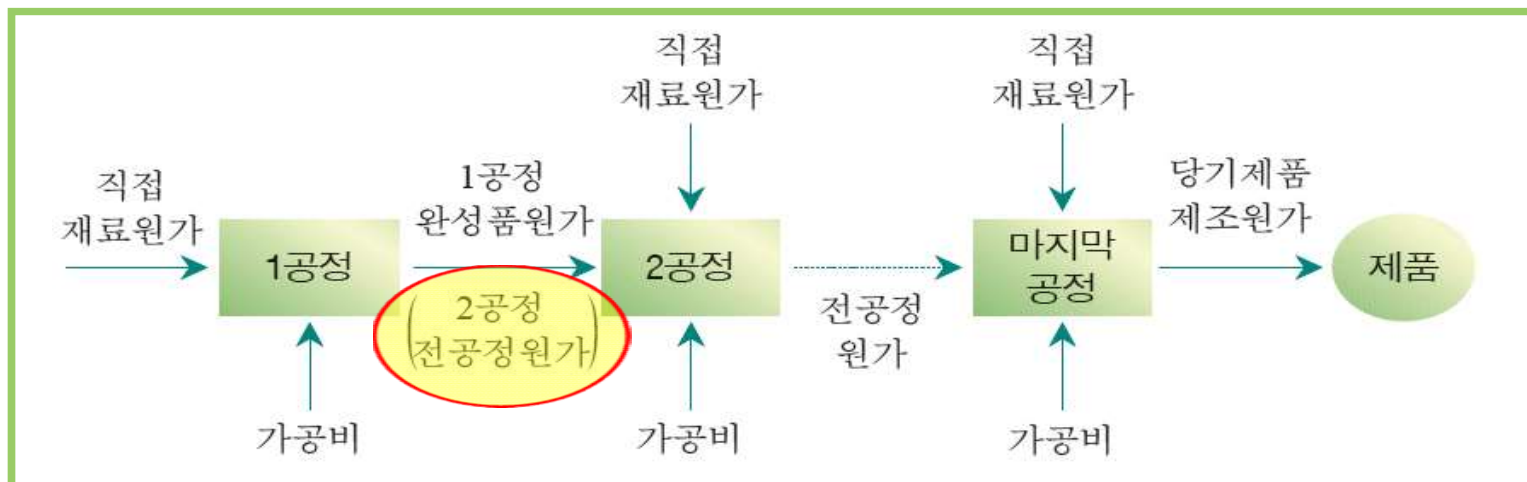 직접
재료원가
1공정
1공정
완성품원가
(2공정
전공정원가)
가공비
직접
재료원가
2공정
가공비
전공정
원가
직접
재료원가
마지막
공정
가공비
당기제품
제조원가
제품